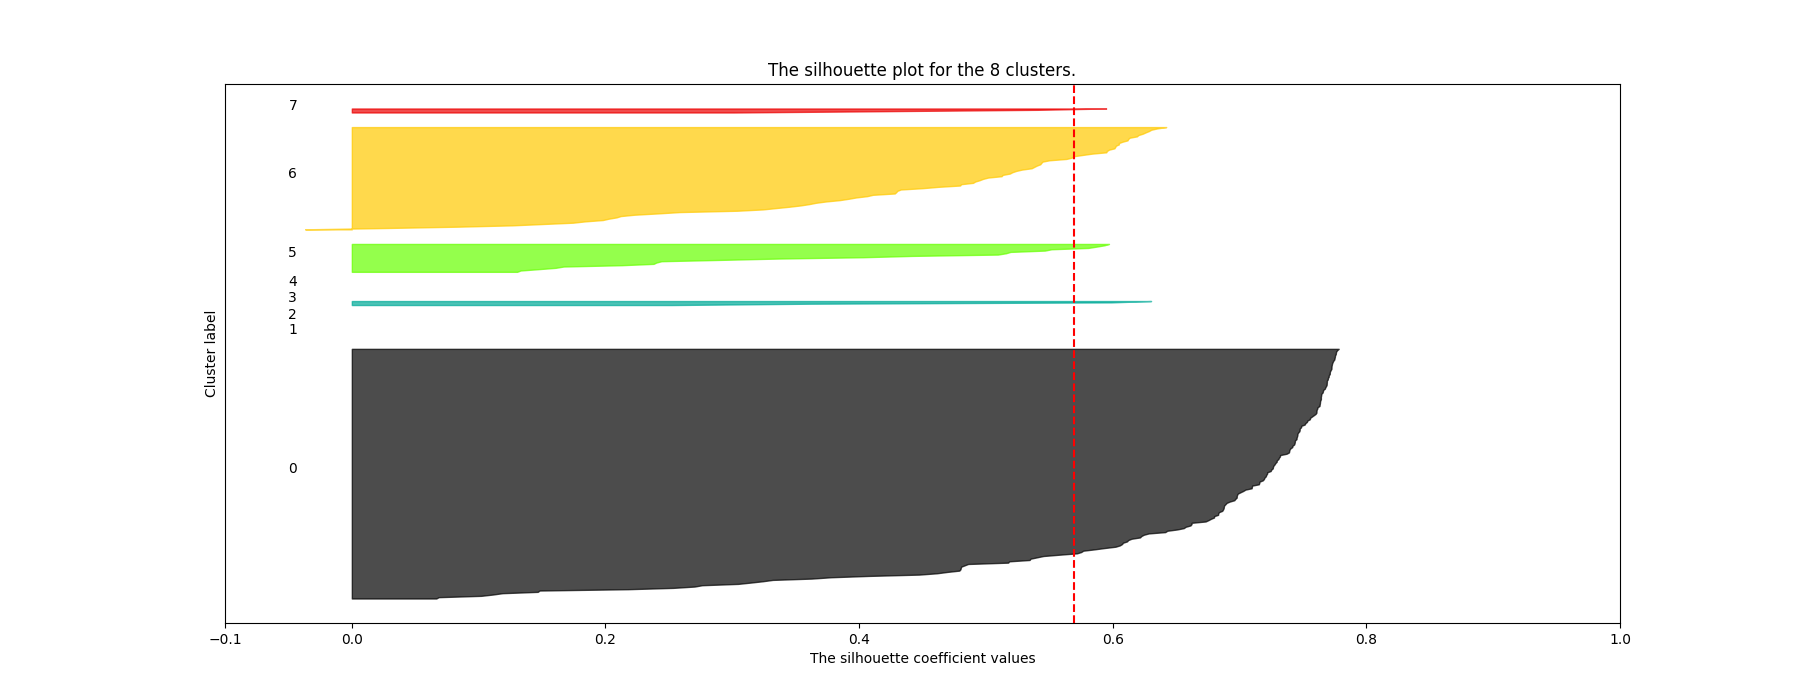 The silhouette plot for the 8 clusters.
7
6
5
4
3
2
1
0
Cluster label
−0.1 0.0 0.2 0.4 0.6 0.8 1.0
The silhouette coefficient values